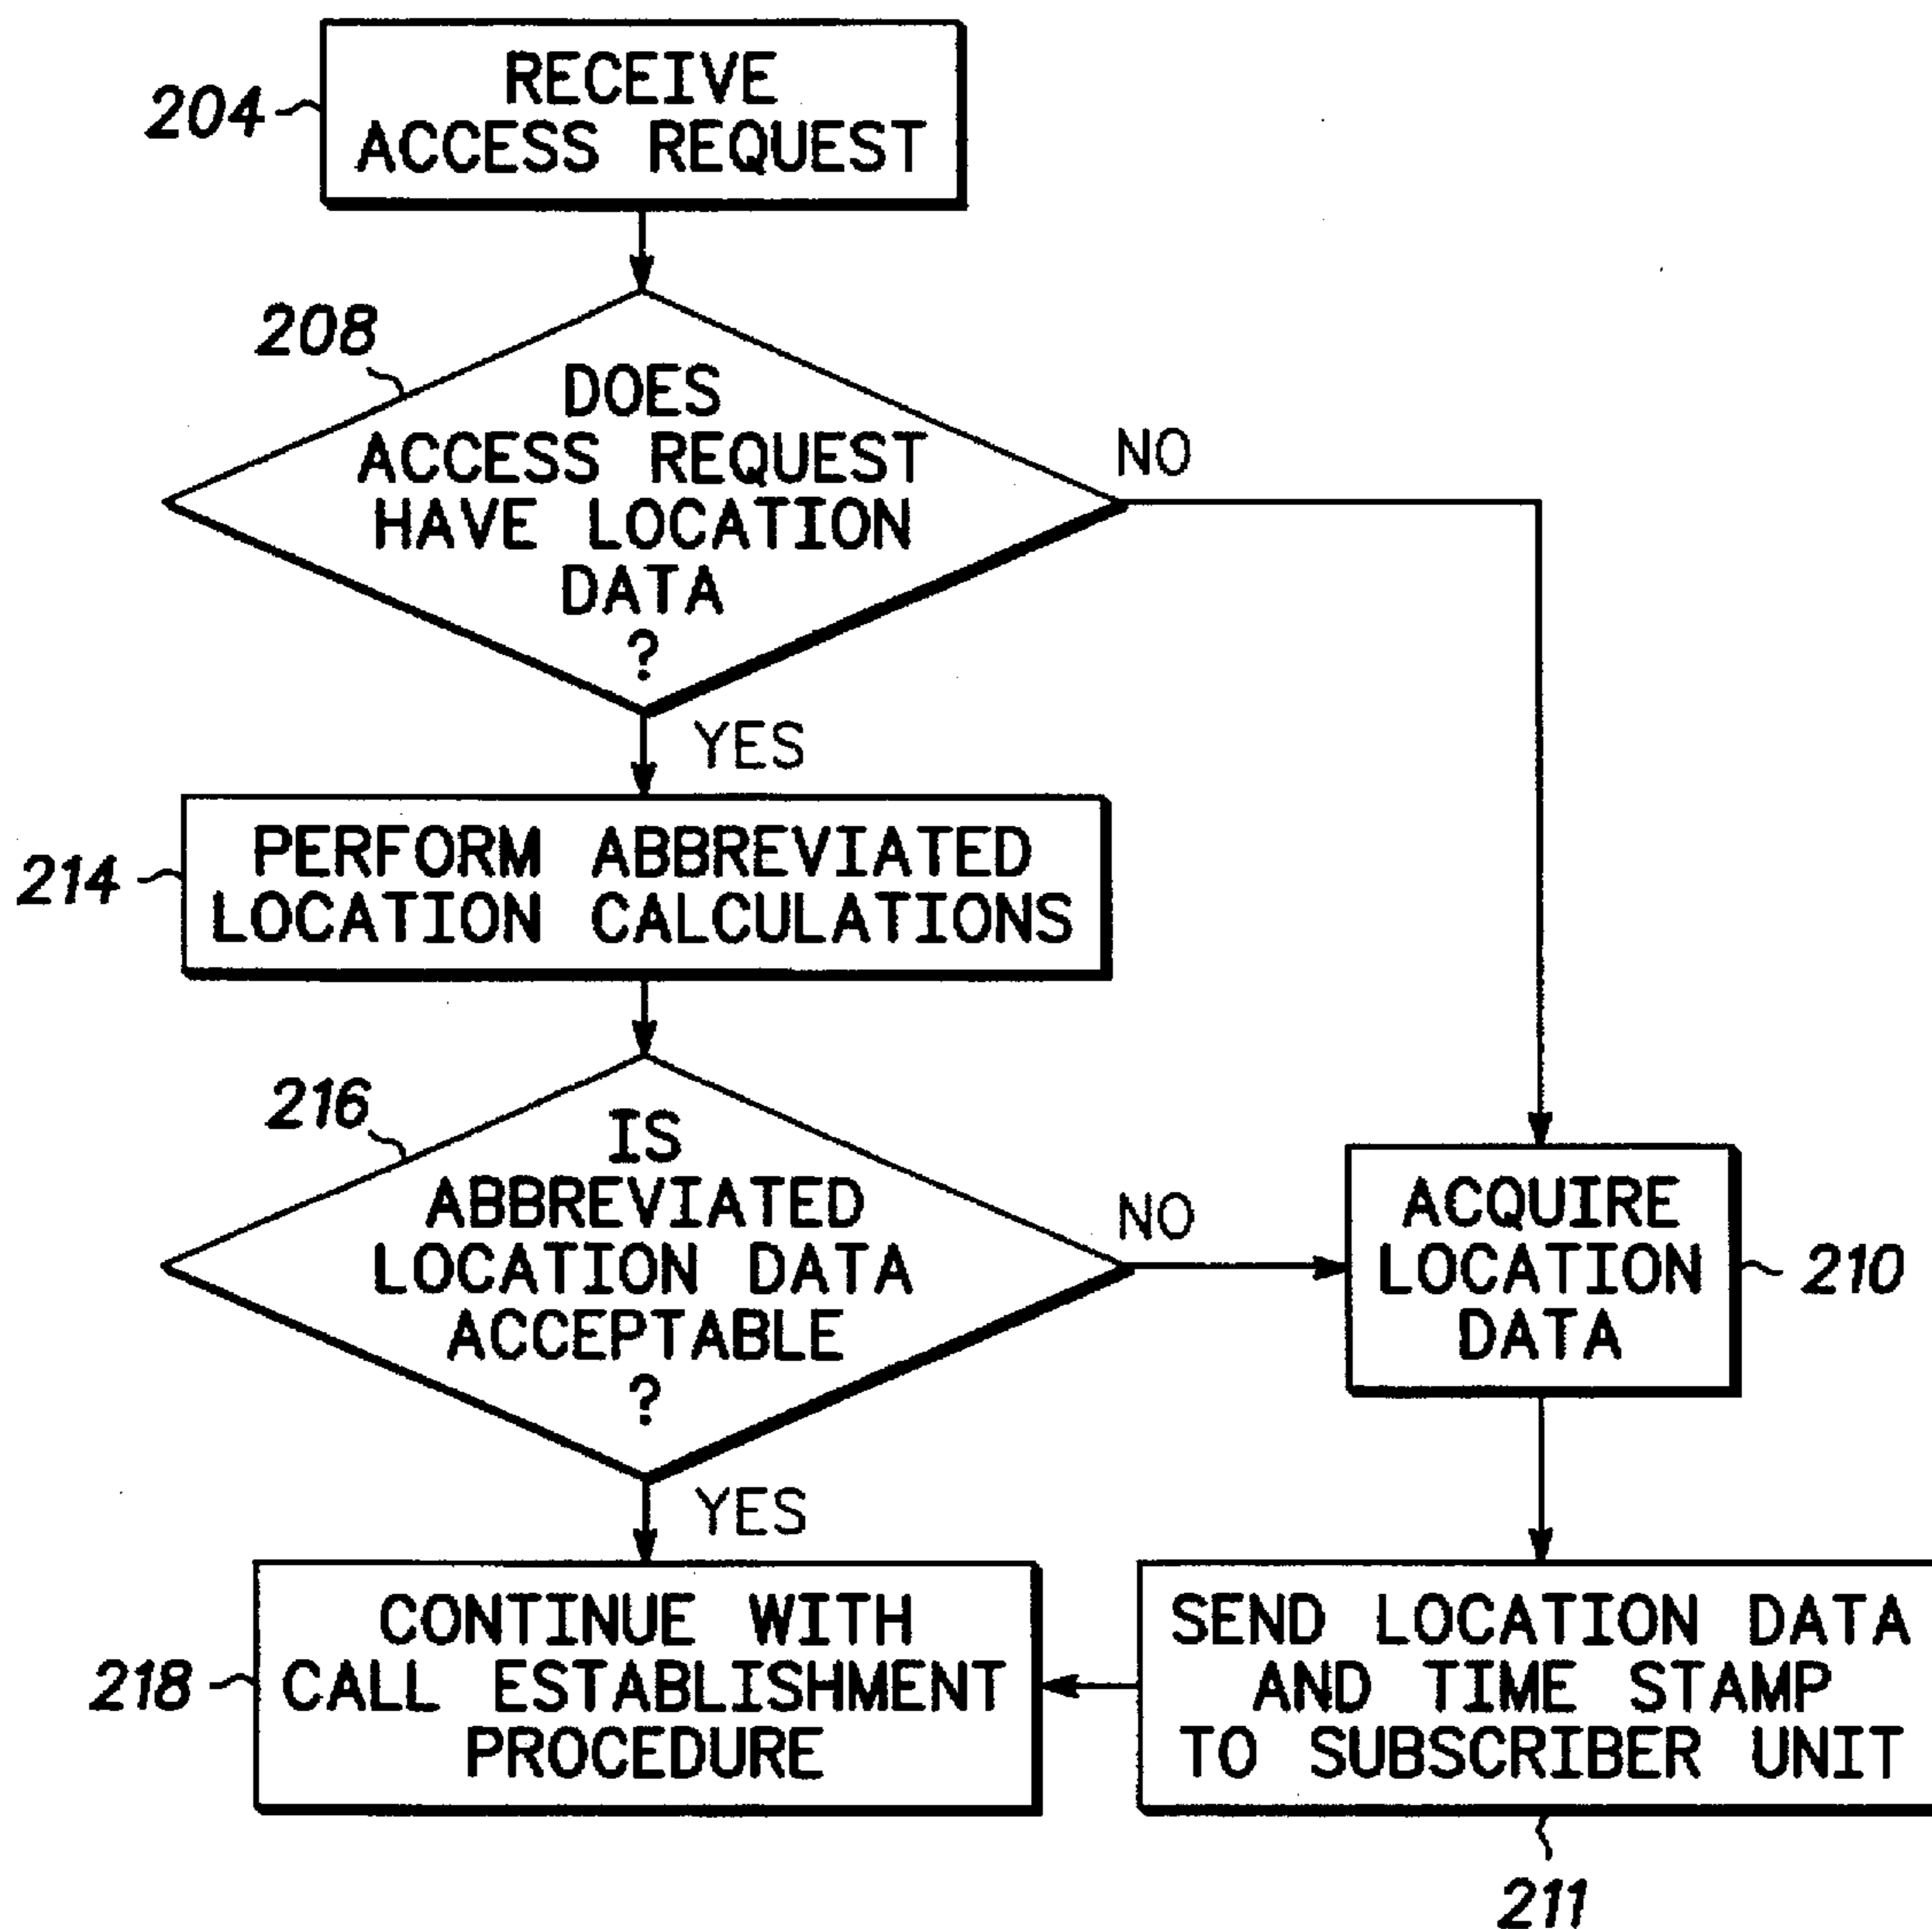 RECEIVE
ACCESS REQUEST
204
208
DOES
ACCESS REQUEST
HAVE LOCATION
DATA
?
NO
YES
214
PERFORM ABBREVIATED
LOCATION CALCULATIONS
216
IS
ABBREVIATED
LOCATION DATA
ACCEPTABLE
?
NO
YES
ACQUIRE
LOCATION
DATA
210
218
CONTINUE WITH
CALL ESTABLISHMENT
PROCEDURE
SEND LOCATION DATA
AND TIME STAMP
TO SUBSCRIBER UNIT
211